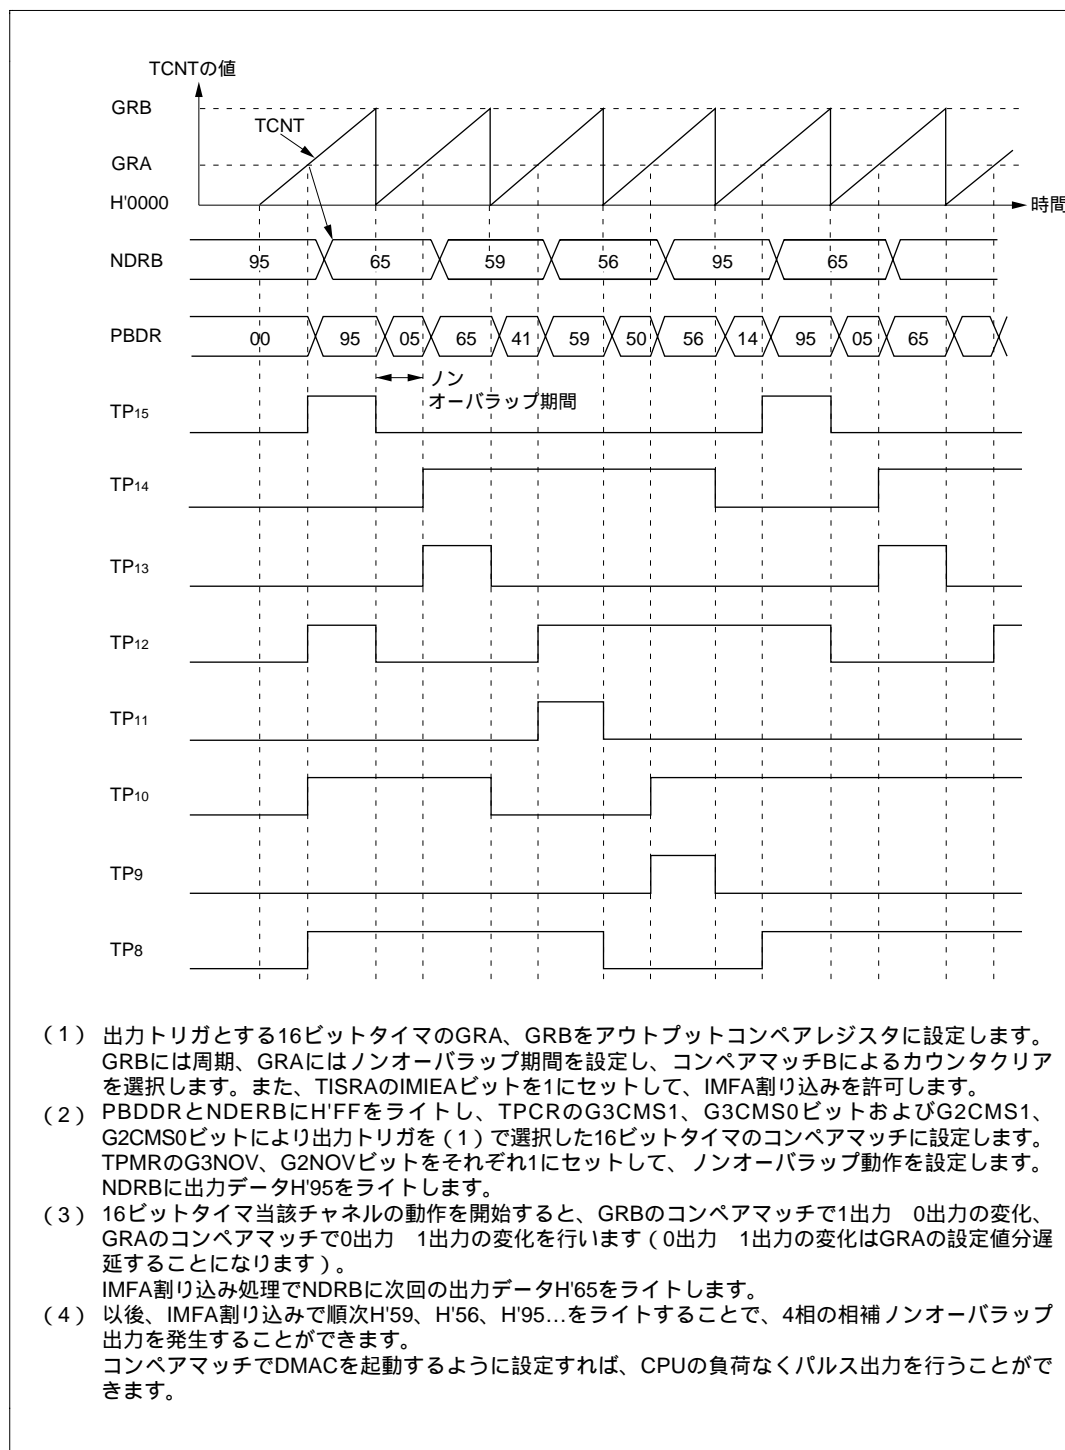 TCNTの値
GRB
TCNT
GRA
H'0000
時間
NDRB 95 65 59 56 95 65
PBDR 00 95 05 65 41 59 50 56 14 95 05 65
ノン
オーバラップ期間
TP15
TP14
TP13
TP12
TP11
TP10
TP9
TP8
(1) 出力トリガとする16ビットタイマのGRA、GRBをアウトプットコンペアレジスタに設定します。
GRBには周期、GRAにはノンオーバラップ期間を設定し、コンペアマッチBによるカウンタクリア
を選択します。また、TISRAのIMIEAビットを1にセットして、IMFA割り込みを許可します。
(2) PBDDRとNDERBにH'FFをライトし、TPCRのG3CMS1、G3CMS0ビットおよびG2CMS1、
G2CMS0ビットにより出力トリガを(1)で選択した16ビットタイマのコンペアマッチに設定します。
TPMRのG3NOV、G2NOVビットをそれぞれ1にセットして、ノンオーバラップ動作を設定します。
NDRBに出力データH'95をライトします。
(3) 16ビットタイマ当該チャネルの動作を開始すると、GRBのコンペアマッチで1出力 0出力の変化、
GRAのコンペアマッチで0出力 1出力の変化を行います(0出力 1出力の変化はGRAの設定値分遅
延することになります)。
IMFA割り込み処理でNDRBに次回の出力データH'65をライトします。
(4) 以後、IMFA割り込みで順次H'59、H'56、H'95…をライトすることで、4相の相補ノンオーバラップ
出力を発生することができます。
コンペアマッチでDMACを起動するように設定すれば、CPUの負荷なくパルス出力を行うことがで
きます。